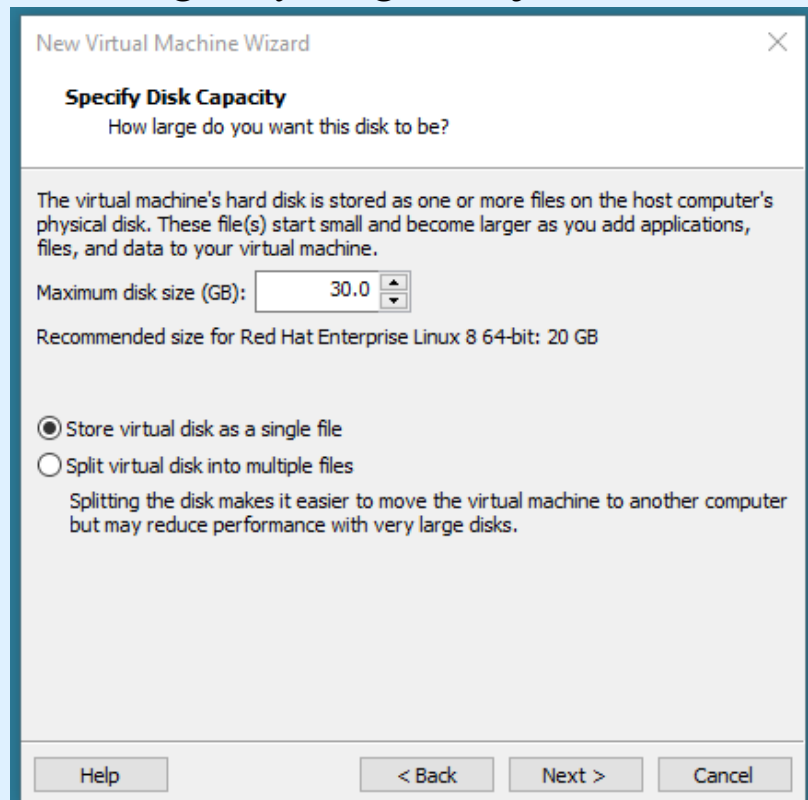 New Virtual Machine Wizard
Specify Disk Capacity
How large do you want this disk to be?
The virtual machine's hard disk is stored as one or more files on the host computer's
physical disk. These file(s) start small and become larger as you add applications,
files, and data to your virtual machine.
Maximum disk size (GB): 30.0
Recommended size for Red Hat Enterprise Linux 8 64-bit: 20 GB
Store virtual disk as a single file
Split virtual disk into multiple files
Splitting the disk makes it easier to move the virtual machine to another computer
but may reduce performance with very large disks.
Help < Back Next > Cancel